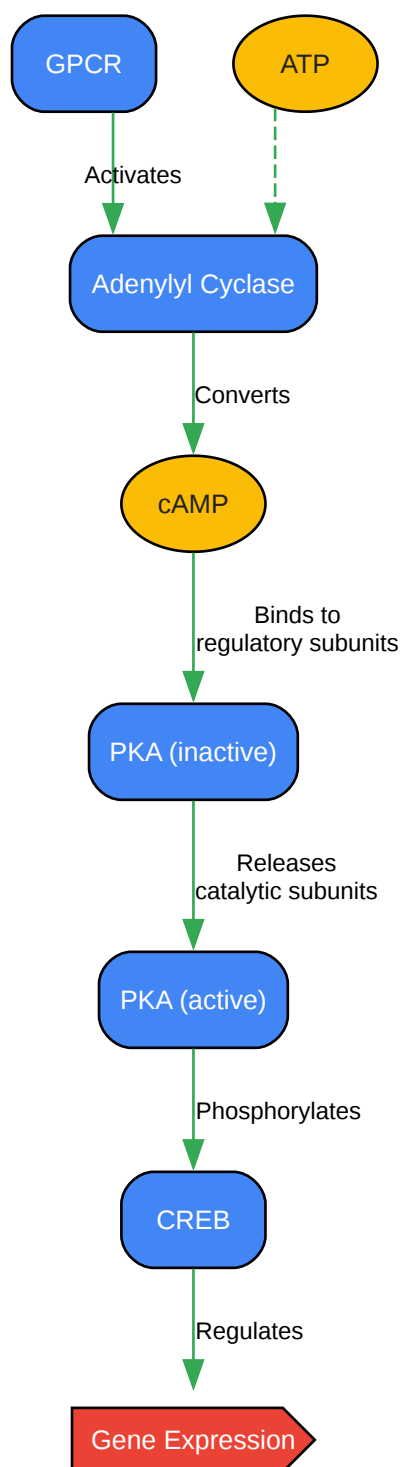 GPCR
ATP
Activates
Adenylyl Cyclase
Converts
cAMP
Binds to
regulatory subunits
PKA (inactive)
Releases
catalytic subunits
PKA (active)
Phosphorylates
CREB
Regulates
Gene Expression